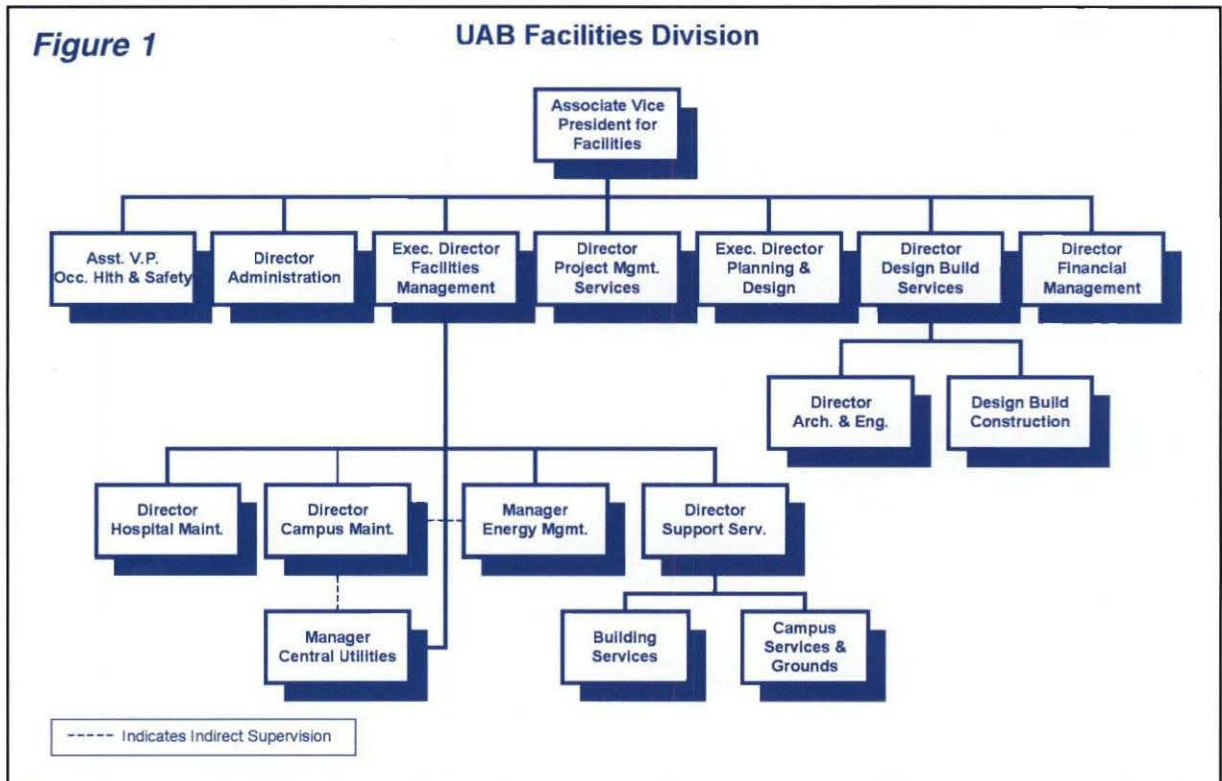 Figure 1
UAB Facilities Division
Associate Vice
President for
Facilities
Asst. V.P.
Occ. Hlth & Safety
Director
Administration
Exec. Director
Facilities
Management
Director
Project Mgmt.
Services
Exec. Director
Planning &
Design
Director
Design Build
Services
Director
Financial
Management
Director
Arch. & Eng.
Design Build
Construction
Director
Hospital Maint.
Director
Campus Maint.
Manager
Energy Mgmt.
Director
Support Serv.
Manager
Central Utilities
Building
Services
Campus
Services &
Grounds
----- Indicates Indirect Supervision